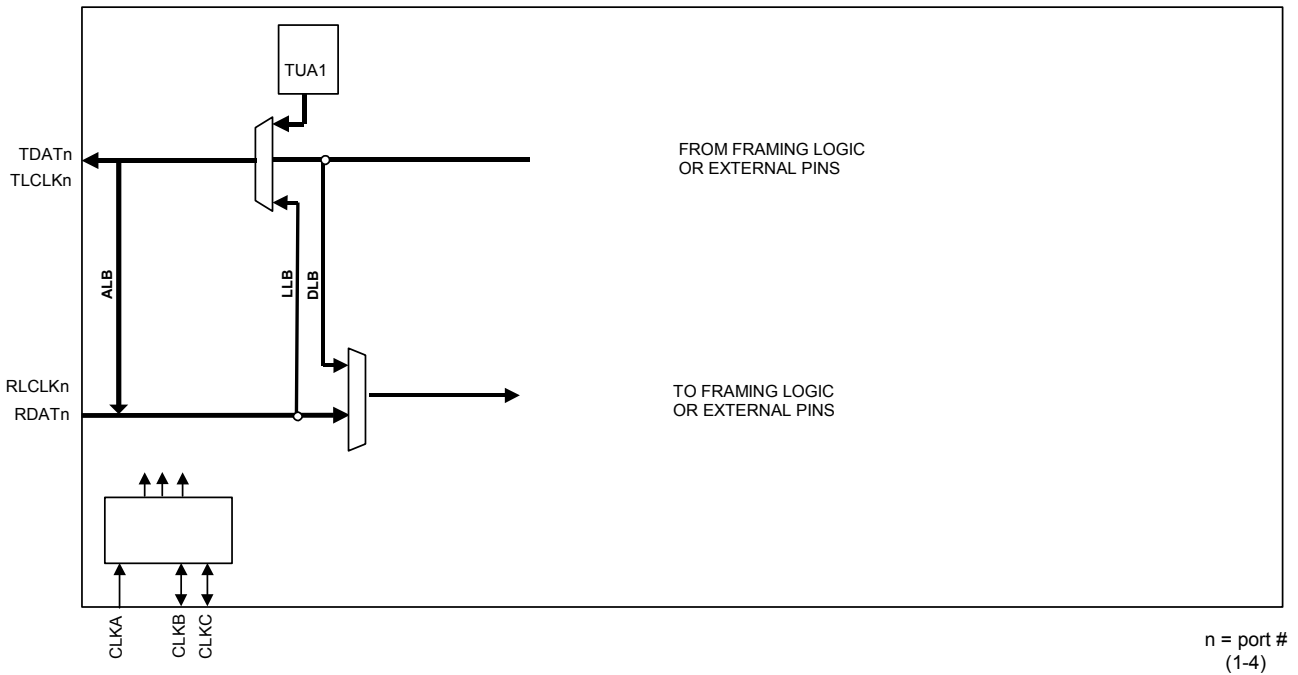 TUA1
TDATn
TLCLKn
FROM FRAMING LOGIC
OR EXTERNAL PINS
ALB
LLB
DLB
RLCLKn
RDATn
TO FRAMING LOGIC
OR EXTERNAL PINS
CLKA
CLKB
CLKC
n = port #
(1-4)